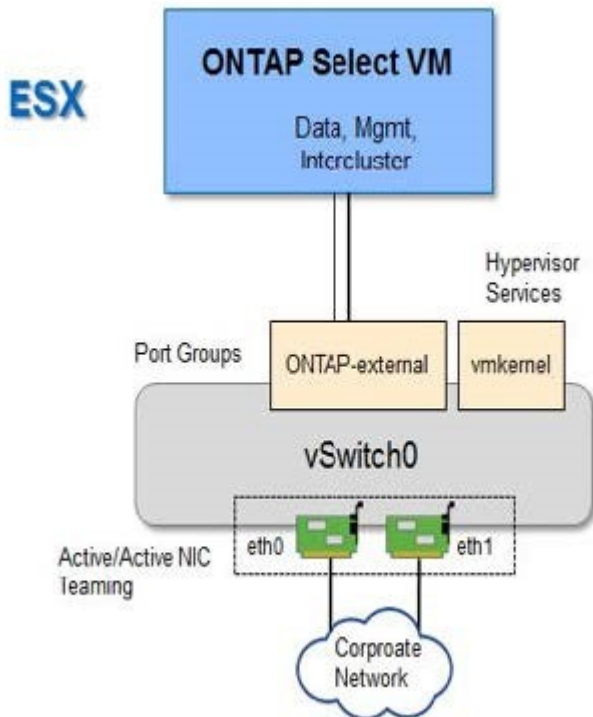 ONTAP Select VM
ESX
Data, Mgmt,
Intercluster
Hypervisor
Services
Port Groups
ONTAP-external
vmkernel
vSwitch0
eth0
eth1
Active/Active NIC
Teaming
Corproate
Network